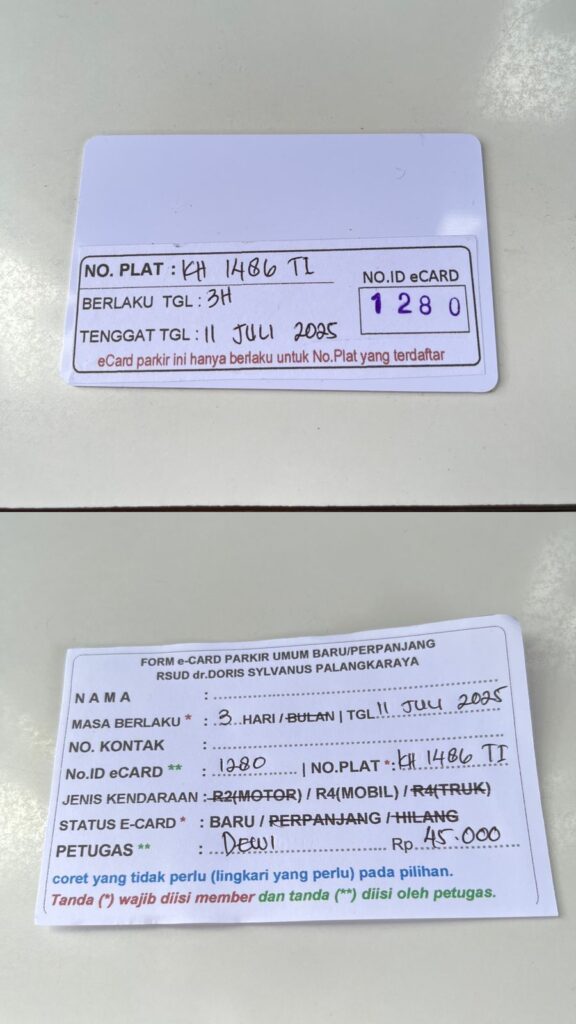 NO. PLAT : KH 1486 TI
NO.ID eCARD
BERLAKU TGL : 3H
1280
TENGGAT TGL : 11 JULI 2025
eCard parkir ini hanya berlaku untuk No.Plat yang terdaftar
FORM e-CARD PARKIR UMUM BARU/PERPANJANG
RSUD dr.DORIS SYLVANUS PALANGKARAYA
NAMA :
MASA BERLAKU * : 3 HARI / BULAN | TGL 11 JULI 2025
NO. KONTAK :
No.ID eCARD ** : 1280 | NO.PLAT * : KH 1486 TI
JENIS KENDARAAN : R2(MOTOR) / R4(MOBIL) / R4(TRUK)
STATUS E-CARD * : BARU / PERPANJANG / HILANG
PETUGAS ** : DEWI Rp 45.000
coret yang tidak perlu (lingkari yang perlu) pada pilihan.
Tanda (*) wajib diisi member dan tanda (**) diisi oleh petugas.